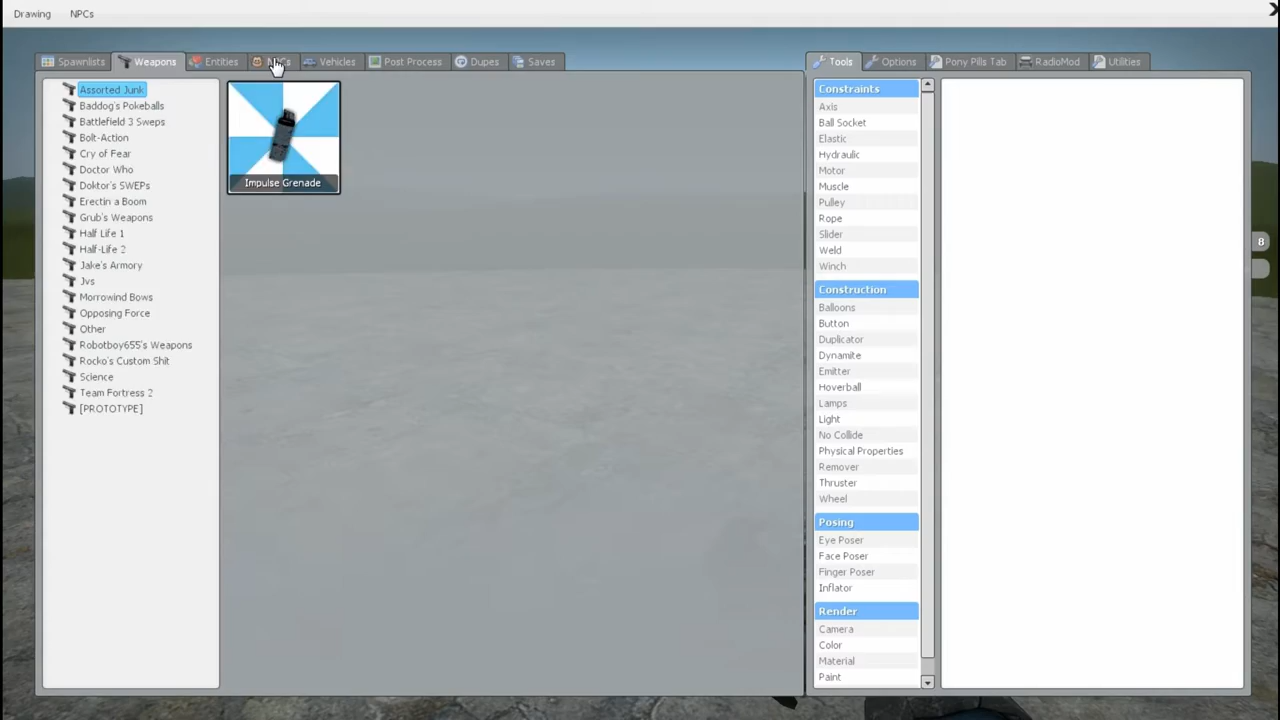 Drawing NPCs
Spawnlists Weapons Entities Vehicles Post Process Dupes Saves
Tools Options Pony Pills Tab RadioMod Utilities
Assorted Junk
Baddog's Pokeballs
Battlefield 3 Sweps
Bolt-Action
Cry of Fear
Doctor Who
Doktor's SWEPs
Erectin a Boom
Grub's Weapons
Half Life 1
Half-Life 2
Jake's Armory
Jvs
Morrowind Bows
Opposing Force
Other
Robotboy655's Weapons
Rocko's Custom Shit
Science
Team Fortress 2
[PROTOTYPE]
Impulse Grenade
Constraints
Axis
Ball Socket
Elastic
Hydraulic
Motor
Muscle
Pulley
Rope
Slider
Weld
Winch
Construction
Balloons
Button
Duplicator
Dynamite
Emitter
Hoverball
Lamps
Light
No Collide
Physical Properties
Remover
Thruster
Wheel
Posing
Eye Poser
Face Poser
Finger Poser
Inflator
Render
Camera
Color
Material
Paint
8